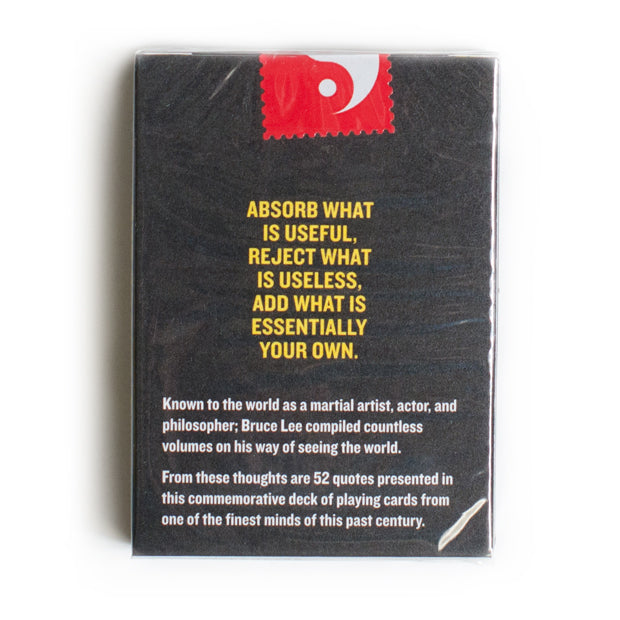 ABSORB WHAT
IS USEFUL,
REJECT WHAT
IS USELESS,
ADD WHAT IS
ESSENTIALLY
YOUR OWN.
Known to the world as a martial artist, actor, and
philosopher; Bruce Lee compiled countless
volumes on his way of seeing the world.
From these thoughts are 52 quotes presented in
this commemorative deck of playing cards from
one of the finest minds of this past century.